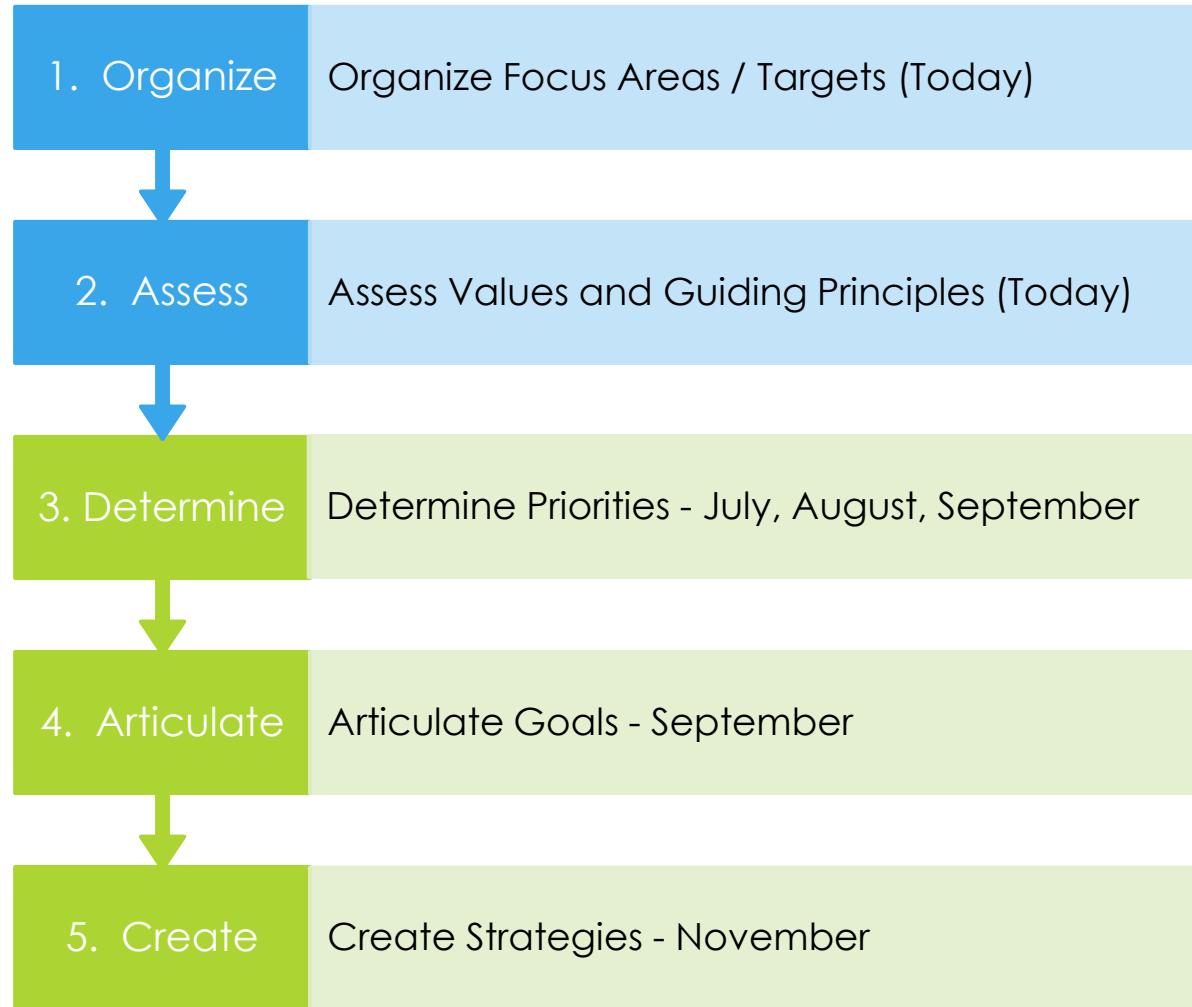 1. Organize
Organize Focus Areas / Targets (Today)
2. Assess
Assess Values and Guiding Principles (Today)
3. Determine
Determine Priorities - July, August, September
4. Articulate
Articulate Goals - September
5. Create
Create Strategies - November